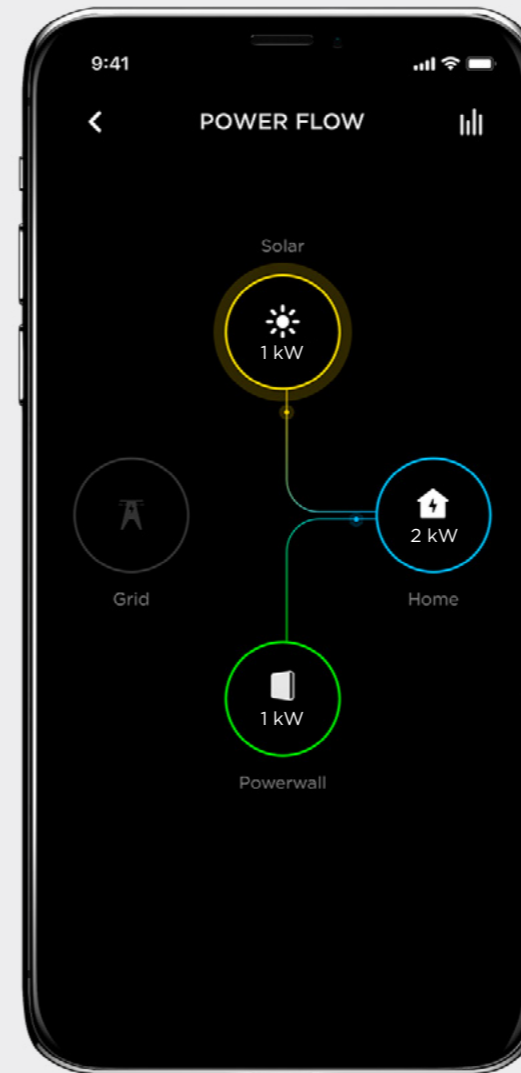 9:41
POWER FLOW
Solar
1 kW
2 kW
Grid
Home
1 kW
Powerwall